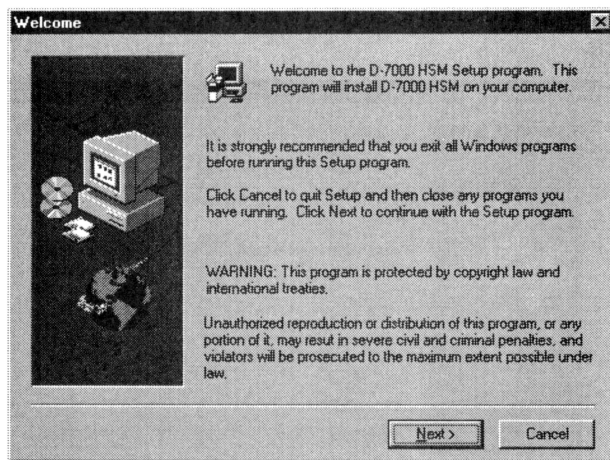 Welcome
Welcome to the D-7000 HSM Setup program. This
program will install D-7000 HSM on your computer.
It is strongly recommended that you exit all Windows programs
before running this Setup program.
Click Cancel to quit Setup and then close any programs you
have running. Click Next to continue with the Setup program.
WARNING: This program is protected by copyright law and
international treaties.
Unauthorized reproduction or distribution of this program, or any
portion of it, may result in severe civil and criminal penalties, and
violators will be prosecuted to the maximum extent possible under
law.
Next >
Cancel